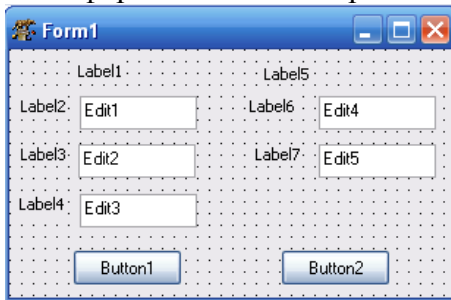 Form1
Label1 Label5
Label2 Edit1 Label6 Edit4
Label3 Edit2 Label7 Edit5
Label4 Edit3
Button1 Button2